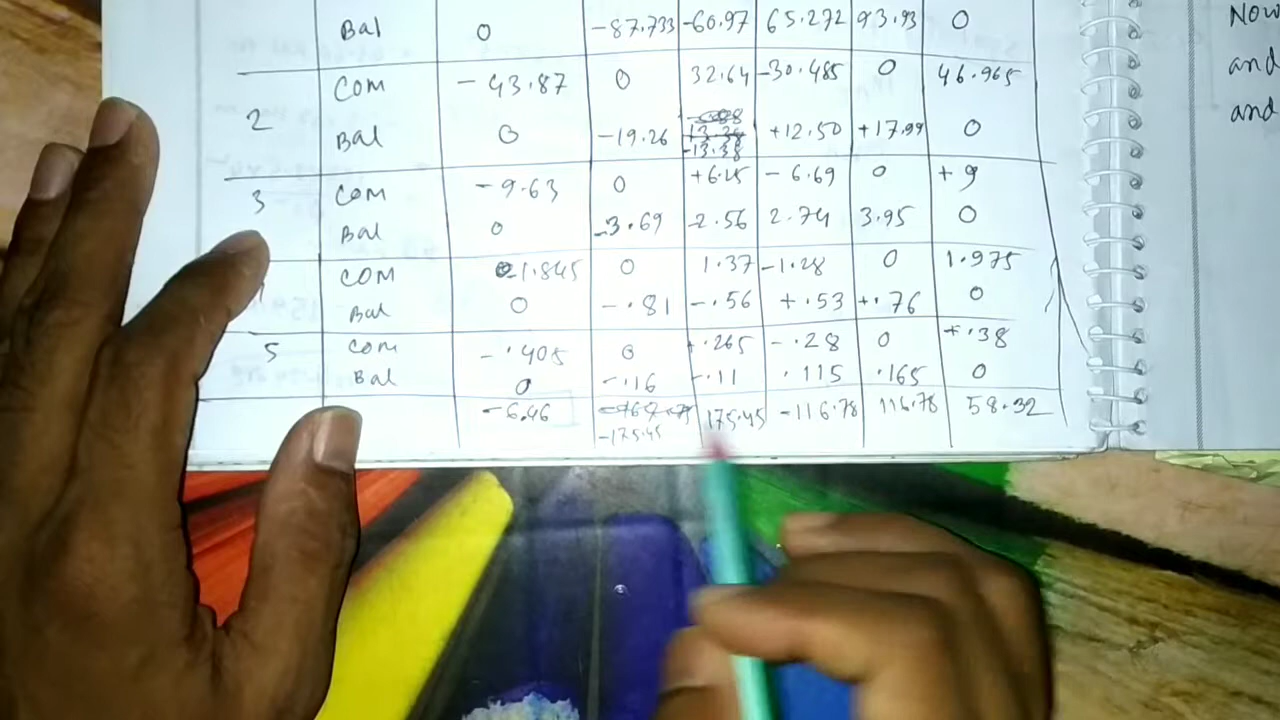 Bal 0 -87.733 -60.97 65.272 93.93 0
2 Com -43.87 0 32.64 -30.485 0 46.965
Bal 0 -19.26 -13.38 +12.50 +17.99 0
3 Com -9.63 0 +6.25 -6.69 0 +9
Bal 0 -3.69 -2.56 2.74 3.95 0
COM -1.845 0 1.37 -1.28 0 1.975
Bal 0 -.81 -.56 +.53 +.76 0
5 Com -.405 0 +.265 -.28 0 +.38
Bal 0 -.16 -.11 .115 .165 0
-6.46 175.45 -116.78 116.78 58.32
-175.45
Now
and
and